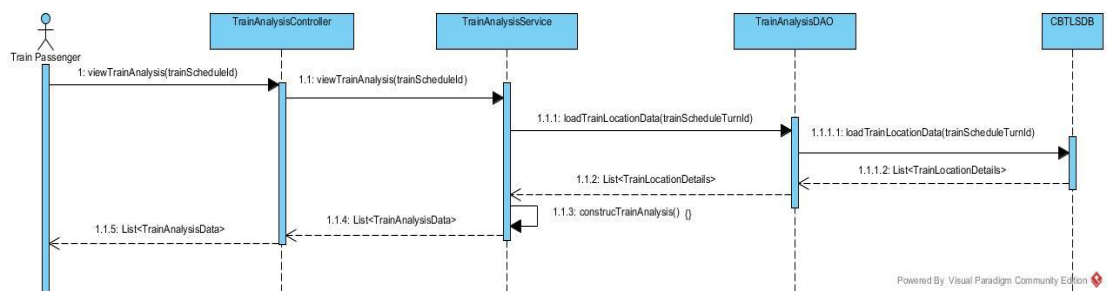 TrainAnalysisController
TrainAnalysisService
TrainAnalysisDAO
CBTLSDB
Train Passenger
1: viewTrainAnalysis(trainScheduleId)
1.1: viewTrainAnalysis(trainScheduleId)
1.1.1: loadTrainLocationData(trainScheduleTurnId)
1.1.1.1: loadTrainLocationData(trainScheduleTurnId)
1.1.1.2: List<TrainLocationDetails>
1.1.2: List<TrainLocationDetails>
1.1.3: construcTrainAnalysis() {}
1.1.4: List<TrainAnalysisData>
1.1.5: List<TrainAnalysisData>
Powered By Visual Paradigm Community Edition